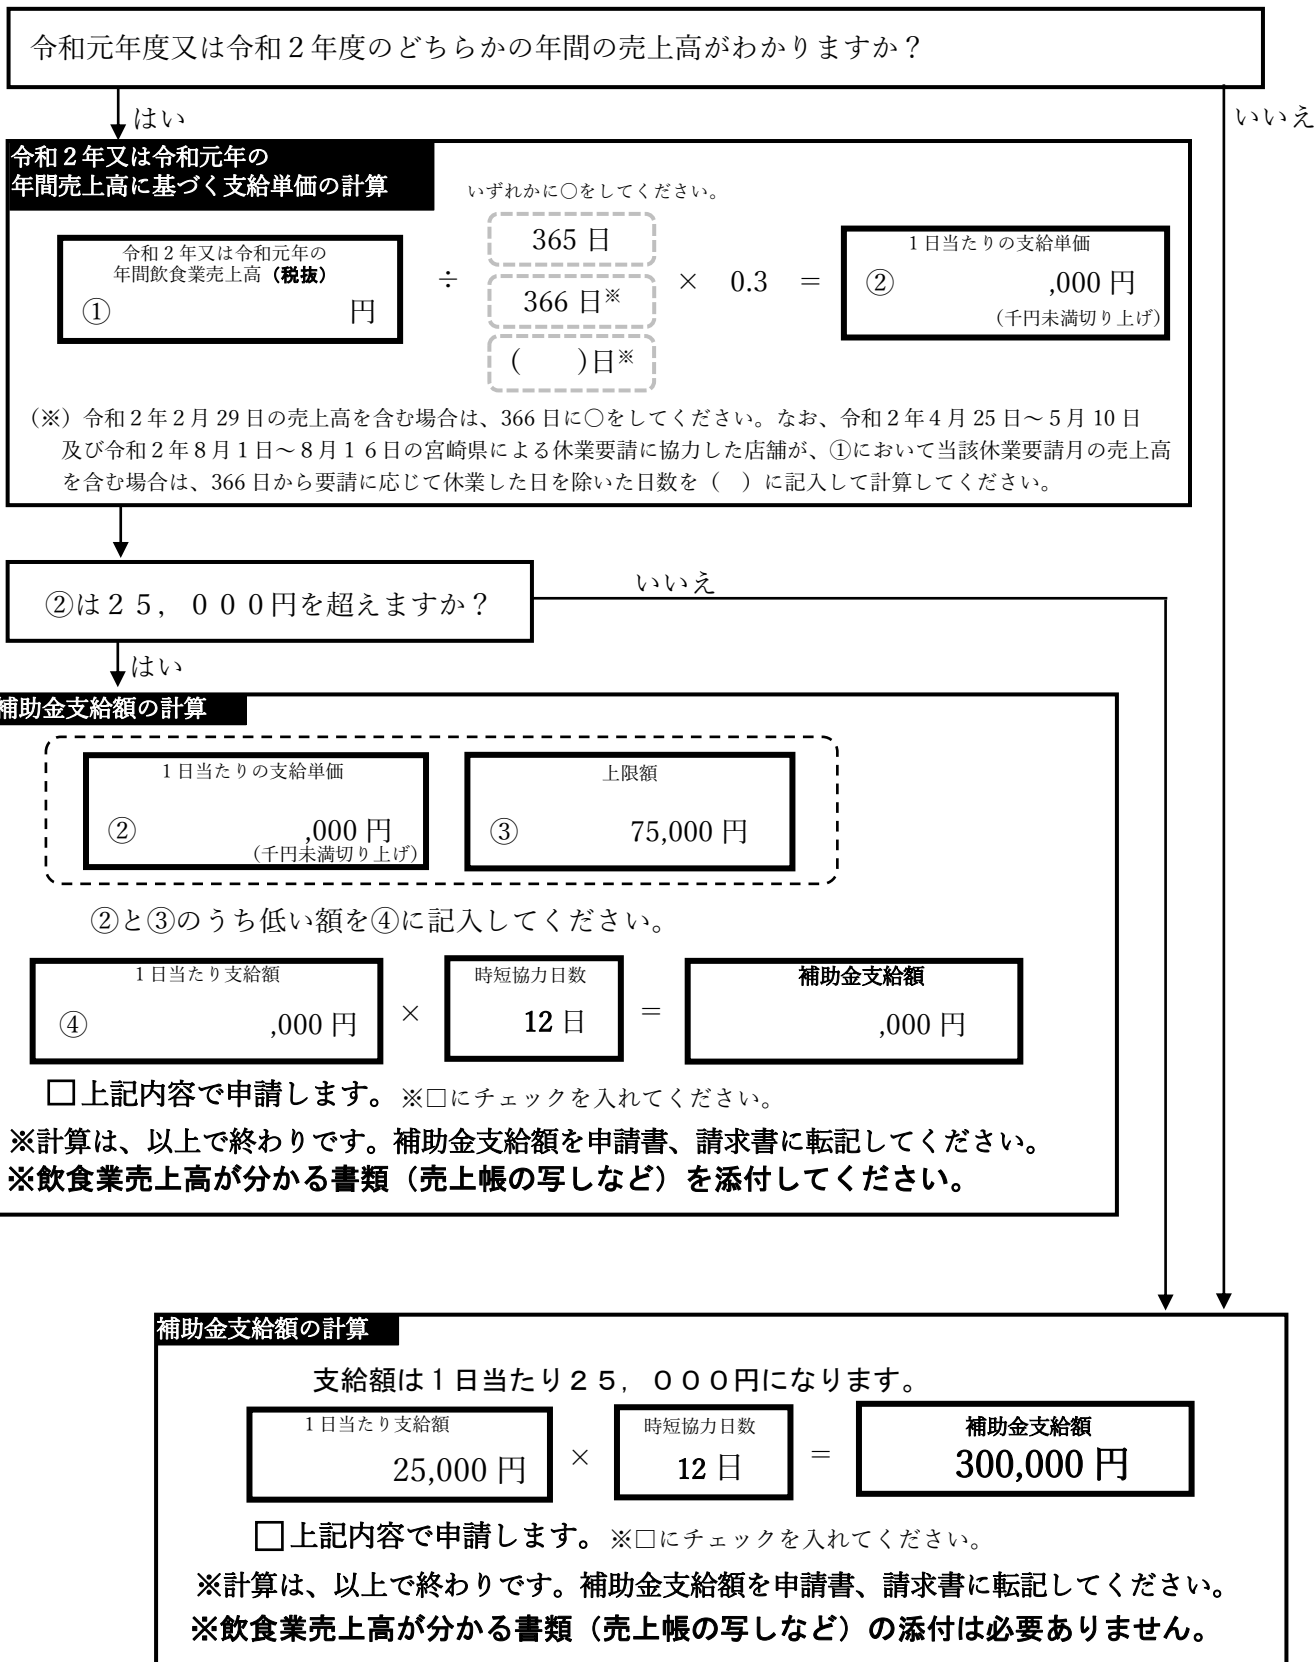 令和元年度又は令和２年度のどちらかの年間の売上高がわかりますか？
はい
いいえ
令和２年又は令和元年の
年間売上高に基づく支給単価の計算
いずれかに○をしてください。
令和２年又は令和元年の
年間飲食業売上高（税抜）
① 円
÷
365 日
366 日※
(　　)日※
× 0.3 ＝
１日当たりの支給単価
② ,000 円
（千円未満切り上げ）
（※）令和２年２月 29 日の売上高を含む場合は、366 日に○をしてください。なお、令和２年４月 25 日～５月 10 日
及び令和２年８月１日～８月１６日の宮崎県による休業要請に協力した店舗が、①において当該休業要請月の売上高
を含む場合は、366 日から要請に応じて休業した日を除いた日数を（　）に記入して計算してください。
②は２５，０００円を超えますか？
いいえ
はい
補助金支給額の計算
１日当たりの支給単価
② ,000 円
（千円未満切り上げ）
上限額
③ 75,000 円
②と③のうち低い額を④に記入してください。
１日当たり支給額
④ ,000 円
×
時短協力日数
12 日
＝
補助金支給額
,000 円
□上記内容で申請します。※□にチェックを入れてください。
※計算は、以上で終わりです。補助金支給額を申請書、請求書に転記してください。
※飲食業売上高が分かる書類（売上帳の写しなど）を添付してください。
補助金支給額の計算
支給額は１日当たり２５，０００円になります。
１日当たり支給額
25,000 円
×
時短協力日数
12 日
＝
補助金支給額
300,000 円
□上記内容で申請します。※□にチェックを入れてください。
※計算は、以上で終わりです。補助金支給額を申請書、請求書に転記してください。
※飲食業売上高が分かる書類（売上帳の写しなど）の添付は必要ありません。